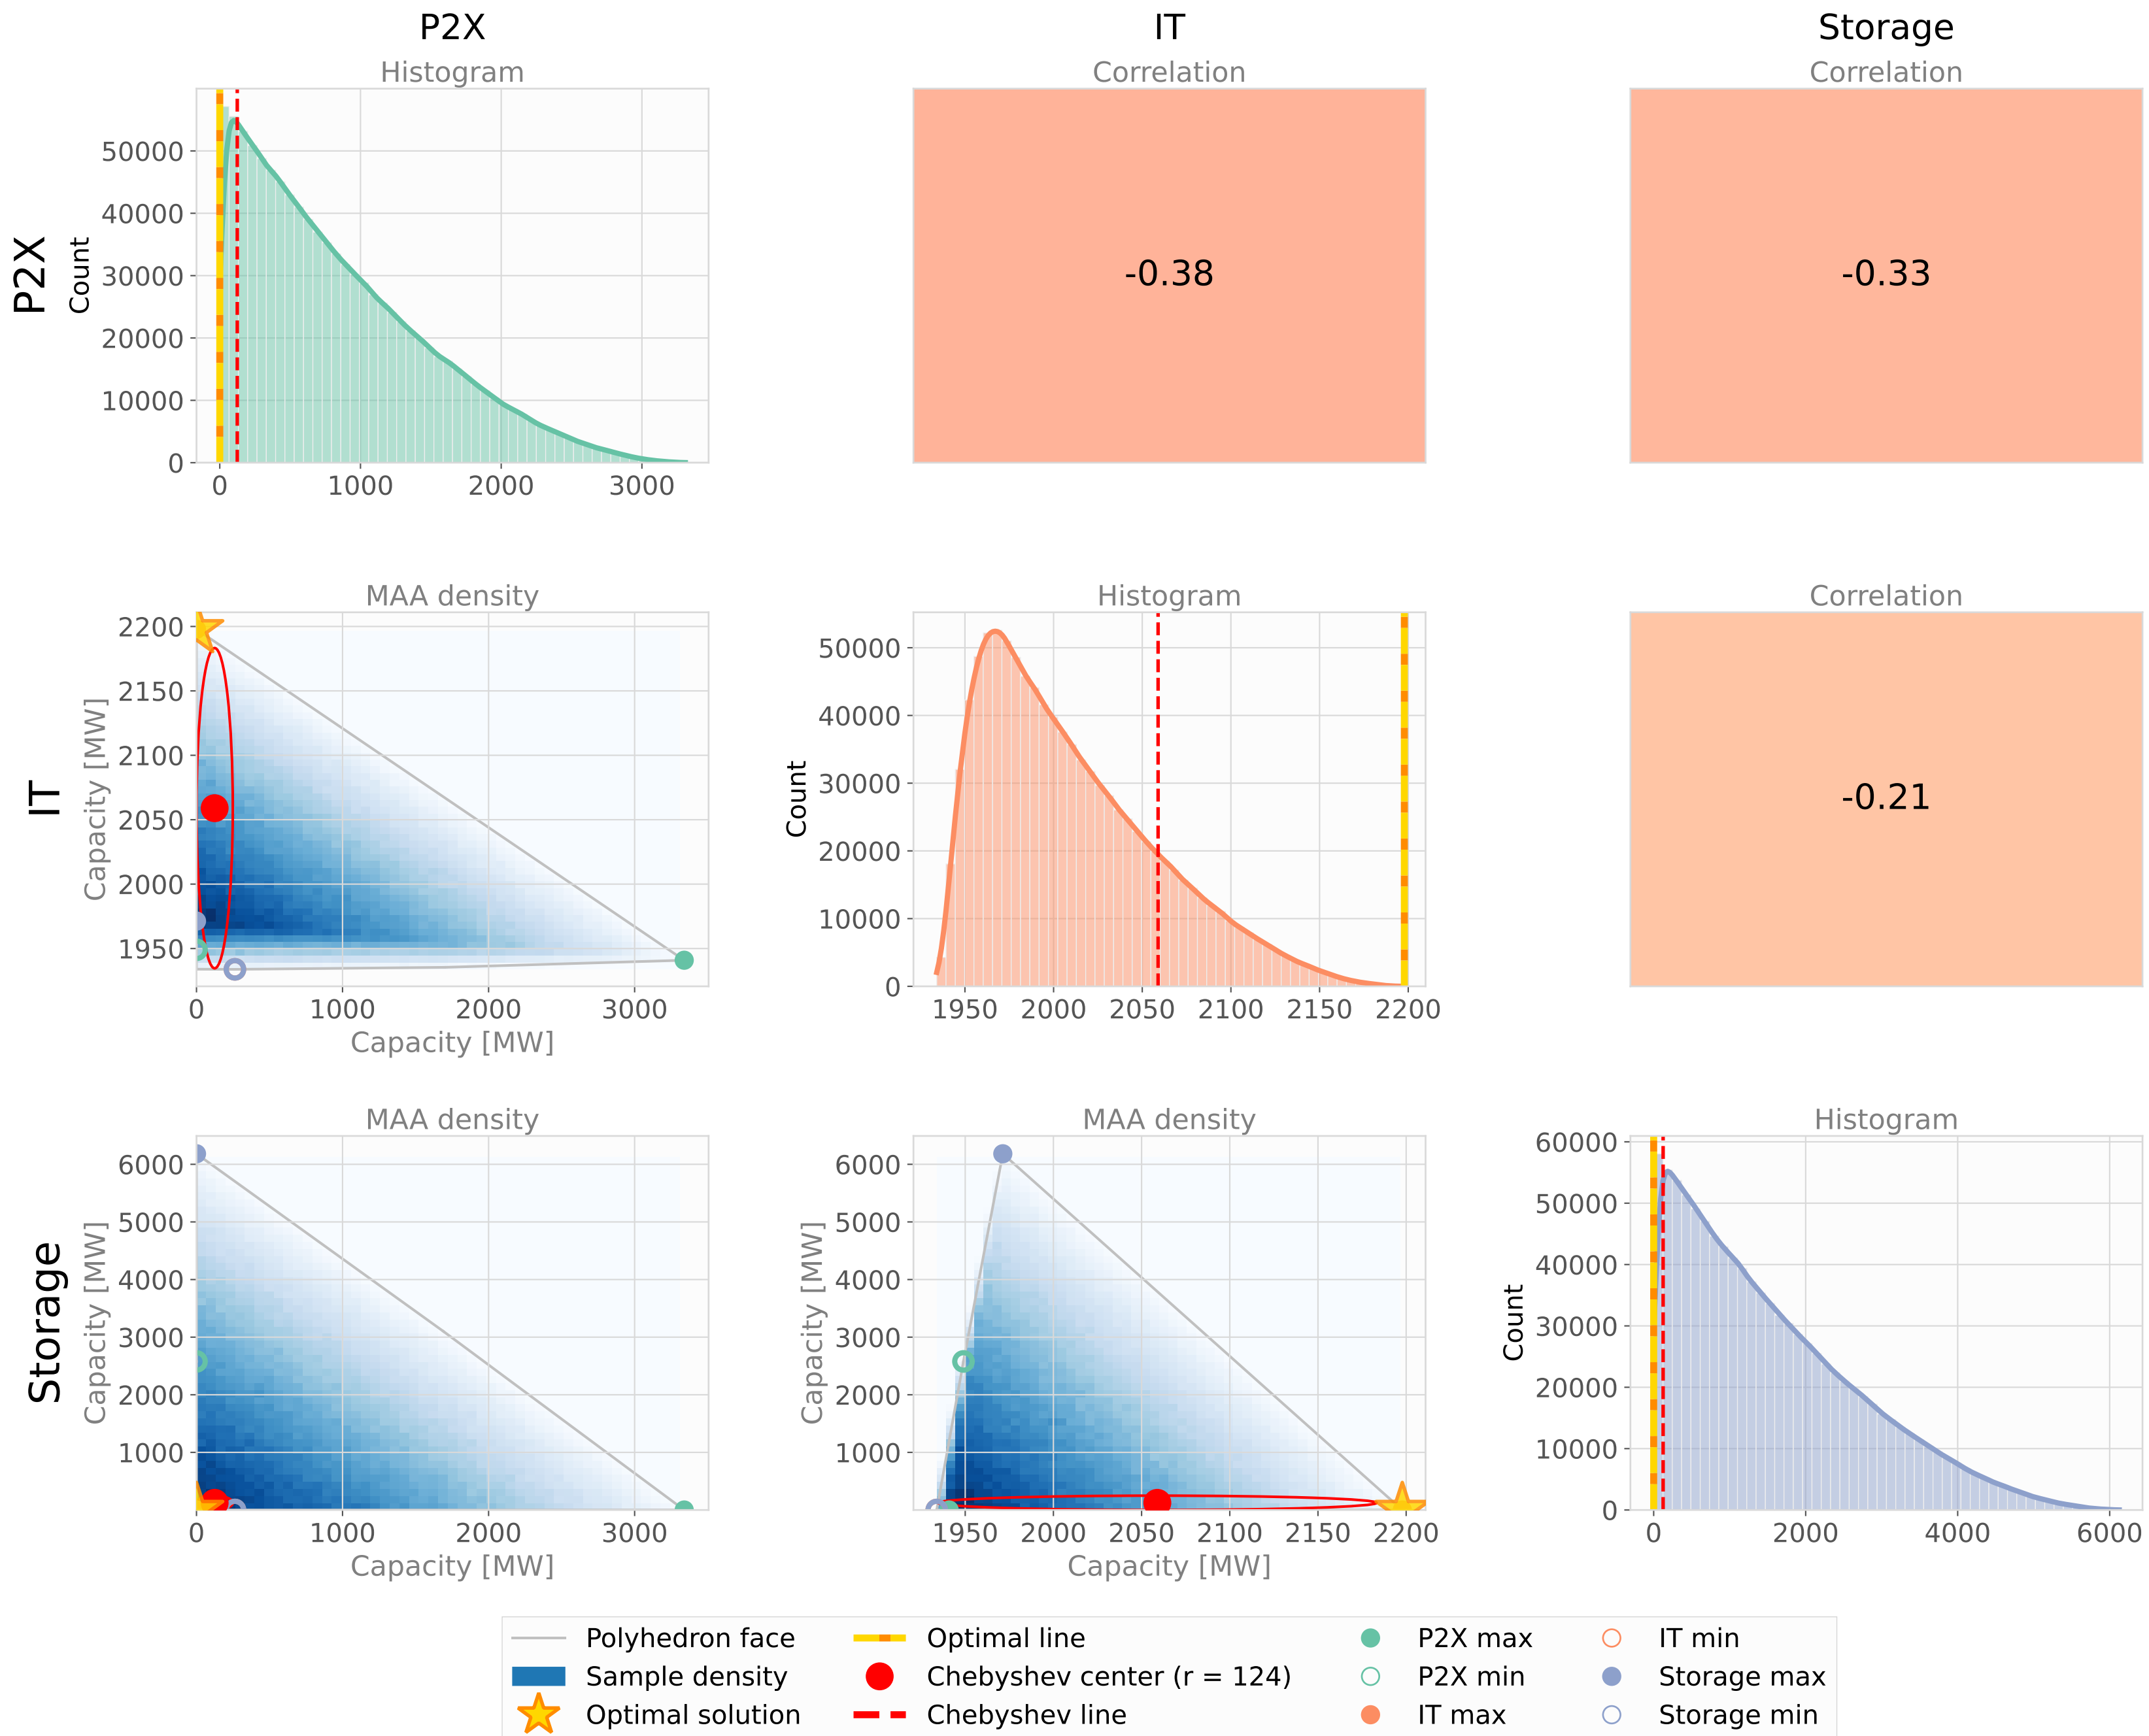 P2X IT Storage
Histogram Correlation Correlation
P2X
Count
50000
40000
30000
20000
10000
0
0 1000 2000 3000
-0.38
-0.33
MAA density Histogram Correlation
IT
Capacity [MW]
2200
2150
2100
2050
2000
1950
0 1000 2000 3000
Capacity [MW]
Count
50000
40000
30000
20000
10000
0
1950 2000 2050 2100 2150 2200
-0.21
MAA density MAA density Histogram
Storage
Capacity [MW]
6000
5000
4000
3000
2000
1000
0 1000 2000 3000
Capacity [MW]
Capacity [MW]
6000
5000
4000
3000
2000
1000
1950 2000 2050 2100 2150 2200
Capacity [MW]
Count
60000
50000
40000
30000
20000
10000
0
0 2000 4000 6000
Polyhedron face Optimal line P2X max IT min
Sample density Chebyshev center (r = 124) P2X min Storage max
Optimal solution Chebyshev line IT max Storage min